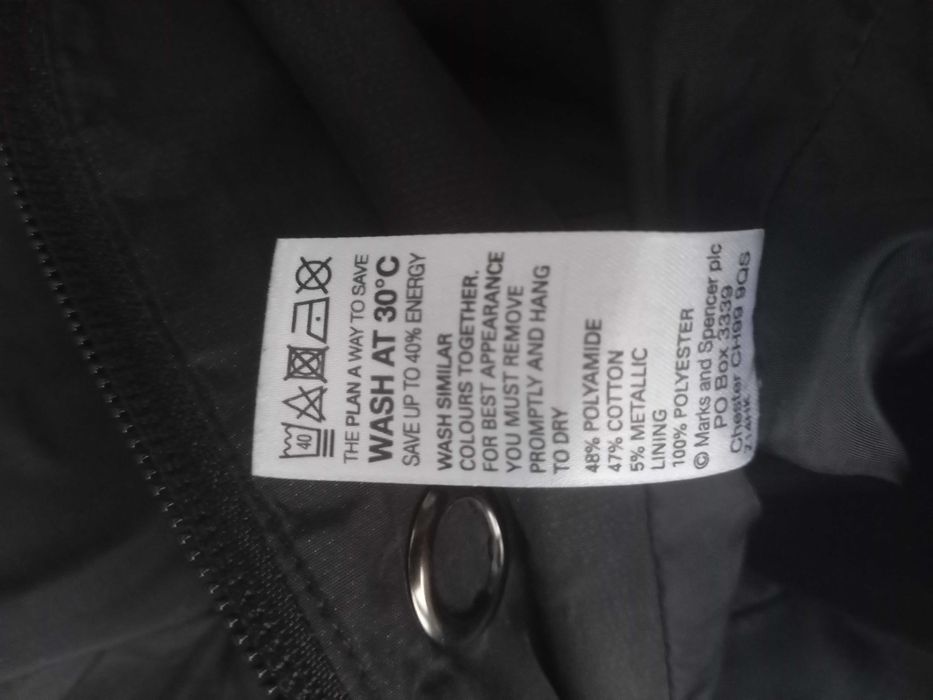 40
THE PLAN A WAY TO SAVE
WASH AT 30°C
SAVE UP TO 40% ENERGY
WASH SIMILAR
COLOURS TOGETHER.
FOR BEST APPEARANCE
YOU MUST REMOVE
PROMPTLY AND HANG
TO DRY
48% POLYAMIDE
47% COTTON
5% METALLIC
LINING
100% POLYESTER
© Marks and Spencer plc
PO Box 3339
Chester CH99 9QS